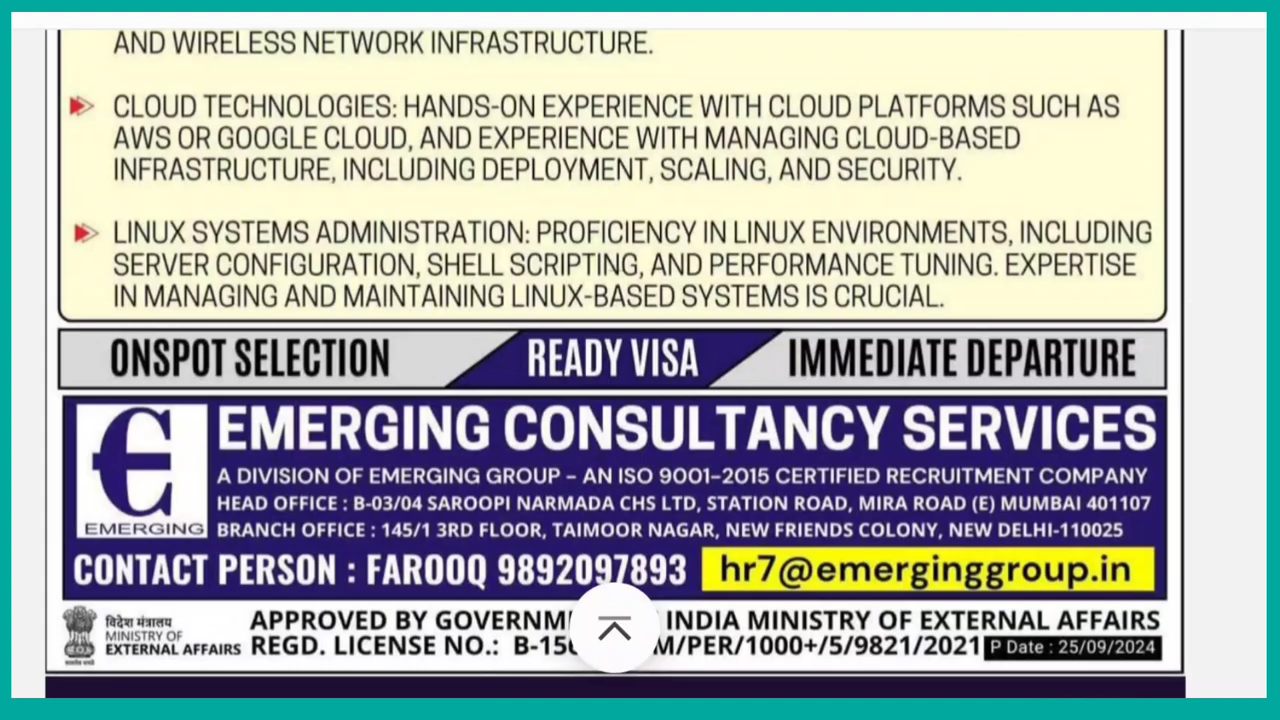 AND WIRELESS NETWORK INFRASTRUCTURE.
CLOUD TECHNOLOGIES: HANDS-ON EXPERIENCE WITH CLOUD PLATFORMS SUCH AS
AWS OR GOOGLE CLOUD, AND EXPERIENCE WITH MANAGING CLOUD-BASED
INFRASTRUCTURE, INCLUDING DEPLOYMENT, SCALING, AND SECURITY.
LINUX SYSTEMS ADMINISTRATION: PROFICIENCY IN LINUX ENVIRONMENTS, INCLUDING
SERVER CONFIGURATION, SHELL SCRIPTING, AND PERFORMANCE TUNING. EXPERTISE
IN MANAGING AND MAINTAINING LINUX-BASED SYSTEMS IS CRUCIAL.
ONSPOT SELECTION READY VISA IMMEDIATE DEPARTURE
EMERGING CONSULTANCY SERVICES
A DIVISION OF EMERGING GROUP – AN ISO 9001-2015 CERTIFIED RECRUITMENT COMPANY
HEAD OFFICE : B-03/04 SAROOPI NARMADA CHS LTD, STATION ROAD, MIRA ROAD (E) MUMBAI 401107
EMERGING BRANCH OFFICE : 145/1 3RD FLOOR, TAIMOOR NAGAR, NEW FRIENDS COLONY, NEW DELHI-110025
CONTACT PERSON : FAROOQ 9892097893 hr7@emerginggroup.in
विदेश मंत्रालय
MINISTRY OF
EXTERNAL AFFAIRS
APPROVED BY INDIA MINISTRY OF EXTERNAL AFFAIRS
REGD. LICENSE NO.: M/PER/1000+/5/9821/2021 P Date : 25/09/2024